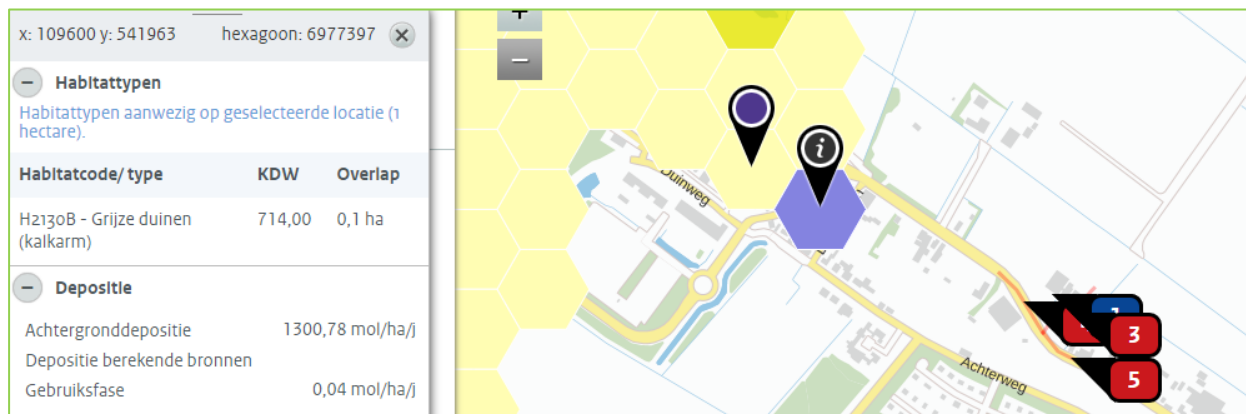 x: 109600 y: 541963 hexagoon: 6977397
Habitattypen
Habitattypen aanwezig op geselecteerde locatie (1
hectare).
Habitatcode/ type KDW Overlap
H2130B - Grijze duinen 714,00 0,1 ha
(kalkarm)
Depositie
Achtergronddepositie 1300,78 mol/ha/j
Depositie berekende bronnen
Gebruiksfase 0,04 mol/ha/j
+
−
i
Duinweg
1
3
5
Achterweg